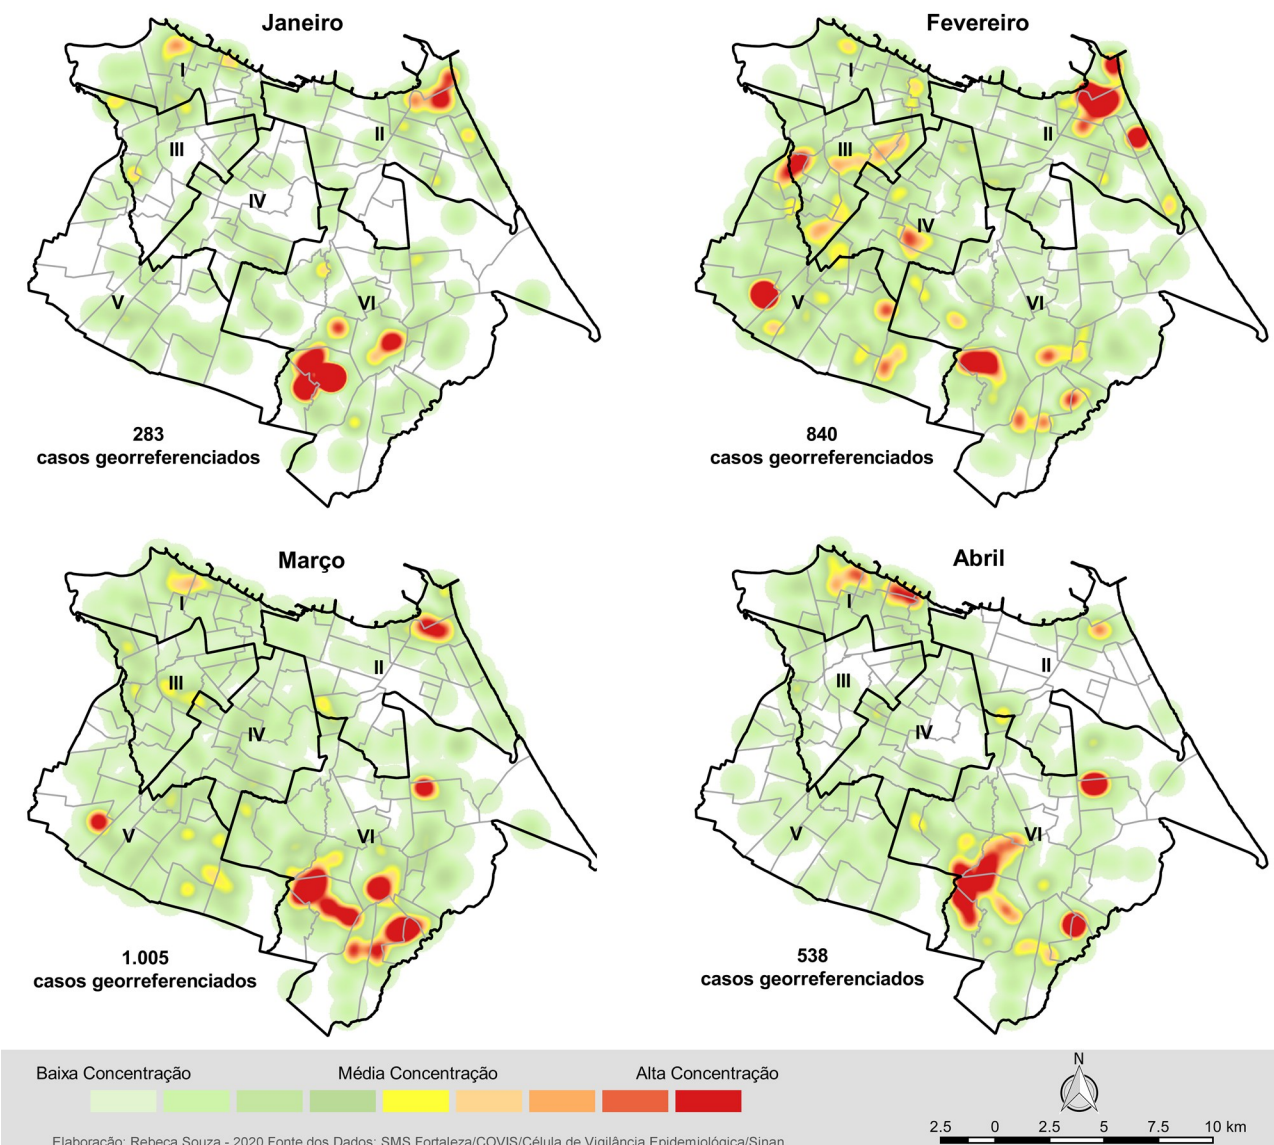 Janeiro
I
II
III
IV
V
VI
283
casos georreferenciados
Fevereiro
I
II
III
IV
V
VI
840
casos georreferenciados
Março
I
II
III
IV
V
VI
1.005
casos georreferenciados
Abril
I
II
III
IV
V
VI
538
casos georreferenciados
Baixa Concentração
Média Concentração
Alta Concentração
N
2.5 0 2.5 5 7.5 10 km
Elaboração: Rebeca Souza - 2020 Fonte dos Dados: SMS Fortaleza/COVIS/Célula de Vigilância Epidemiológica/Sinan